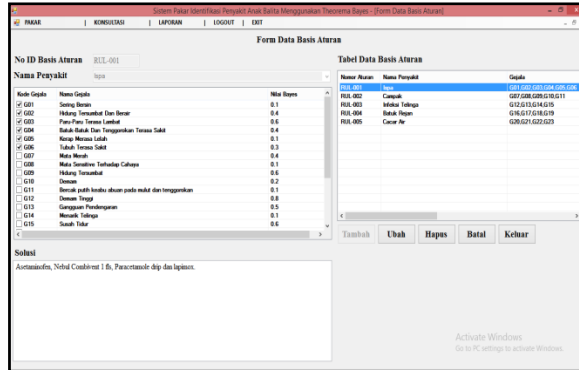 Sistem Pakar Identifikasi Penyakit Anak Balita Menggunakan Theorema Bayes - [Form Data Basis Aturan]
PAKAR | KONSULTASI | LAPORAN | LOGOUT | EXIT
Form Data Basis Aturan
No ID Basis Aturan RUL-001
Nama Penyakit Ispa
Kode Gejala Nama Gejala Nilai Bayes
G01 Sering Bersin 0.1
G02 Hidung Tersumbat Dan Berair 0.4
G03 Paru-Paru Terasa Lambat 0.6
G04 Batuk-Batuk Dan Tenggorokan Terasa Sakit 0.4
G05 Kerap Merasa Lelah 0.1
G06 Tubuh Terasa Sakit 0.3
G07 Mata Merah 0.4
G08 Mata Sensitive Terhadap Cahaya 0.1
G09 Hidung Tersumbat 0.6
G10 Demam 0.2
G11 Bercak putih keabu abuan pada mulut dan tenggorokan 0.1
G12 Demam Tinggi 0.8
G13 Gangguan Pendengaran 0.5
G14 Menarik Telinga 0.1
G15 Susah Tidur 0.6
Tabel Data Basis Aturan
Nomor Aturan Nama Penyakit Gejala
RUL-001 Ispa G01,G02,G03,G04,G05,G06
RUL-002 Campak G07,G08,G09,G10,G11
RUL-003 Infeksi Telinga G12,G13,G14,G15
RUL-004 Batuk Rejan G16,G17,G18,G19
RUL-005 Cacar Air G20,G21,G22,G23
Tambah Ubah Hapus Batal Keluar
Solusi
Asetaminofen, Nebul Combivent 1 fls, Paracetamole drip dan lapimox.
Activate Windows
Go to PC settings to activate Windows.